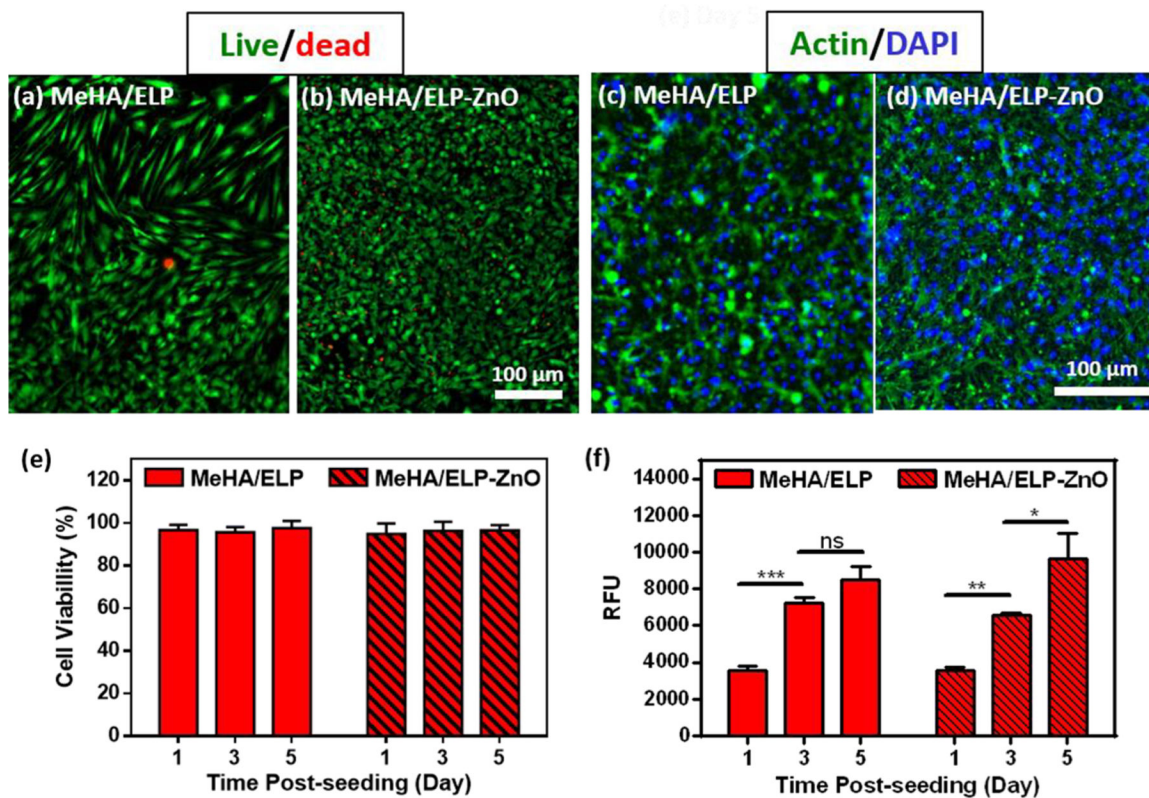 (e) Day 5
Live/dead
Actin/DAPI
(a) MeHA/ELP
(b) MeHA/ELP-ZnO
(c) MeHA/ELP
(d) MeHA/ELP-ZnO
100 µm
100 µm
(e)
120
100
80
60
40
20
0
Cell Viabillity (%)
MeHA/ELP
MeHA/ELP-ZnO
1 3 5 1 3 5
Time Post-seeding (Day)
(f)
14000
12000
10000
8000
6000
4000
2000
0
RFU
MeHA/ELP
MeHA/ELP-ZnO
***
ns
**
*
1 3 5 1 3 5
Time Post-seeding (Day)